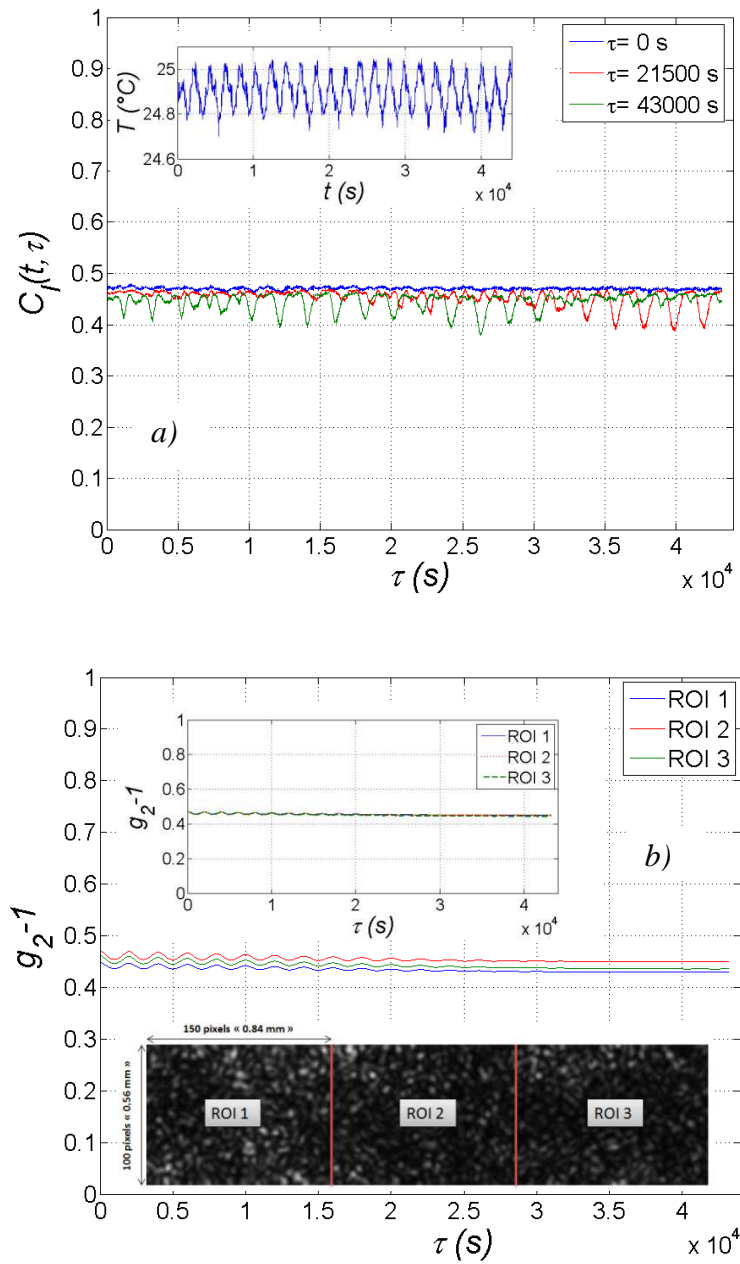 1
0.9
0.8
0.7
0.6
0.5
0.4
0.3
0.2
0.1
0
C_I(t, τ)
25
24.8
24.6
T (°C)
0 1 2 3 4
t (s)
x 10^4
τ= 0 s
τ= 21500 s
τ= 43000 s
a)
0 0.5 1 1.5 2 2.5 3 3.5 4
τ (s)
x 10^4
1
0.9
0.8
0.7
0.6
0.5
0.4
0.3
0.2
0.1
0
g_2-1
ROI 1
ROI 2
ROI 3
1
0.8
0.6
0.4
0.2
0
g_2-1
ROI 1
ROI 2
ROI 3
0 1 2 3 4
τ (s)
x 10^4
b)
150 pixels « 0.84 mm »
100 pixels « 0.56 mm »
ROI 1
ROI 2
ROI 3
0 0.5 1 1.5 2 2.5 3 3.5 4
τ (s)
x 10^4